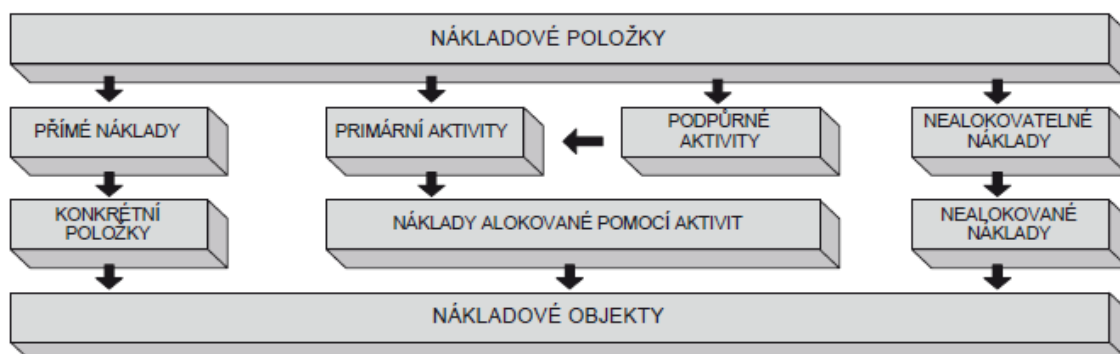 NÁKLADOVÉ POLOŽKY
PŘÍMÉ NÁKLADY
PRIMÁRNÍ AKTIVITY
PODPŮRNÉ
AKTIVITY
NEALOKOVATELNÉ
NÁKLADY
KONKRÉTNÍ
POLOŽKY
NÁKLADY ALOKOVANÉ POMOCÍ AKTIVIT
NEALOKOVANÉ
NÁKLADY
NÁKLADOVÉ OBJEKTY